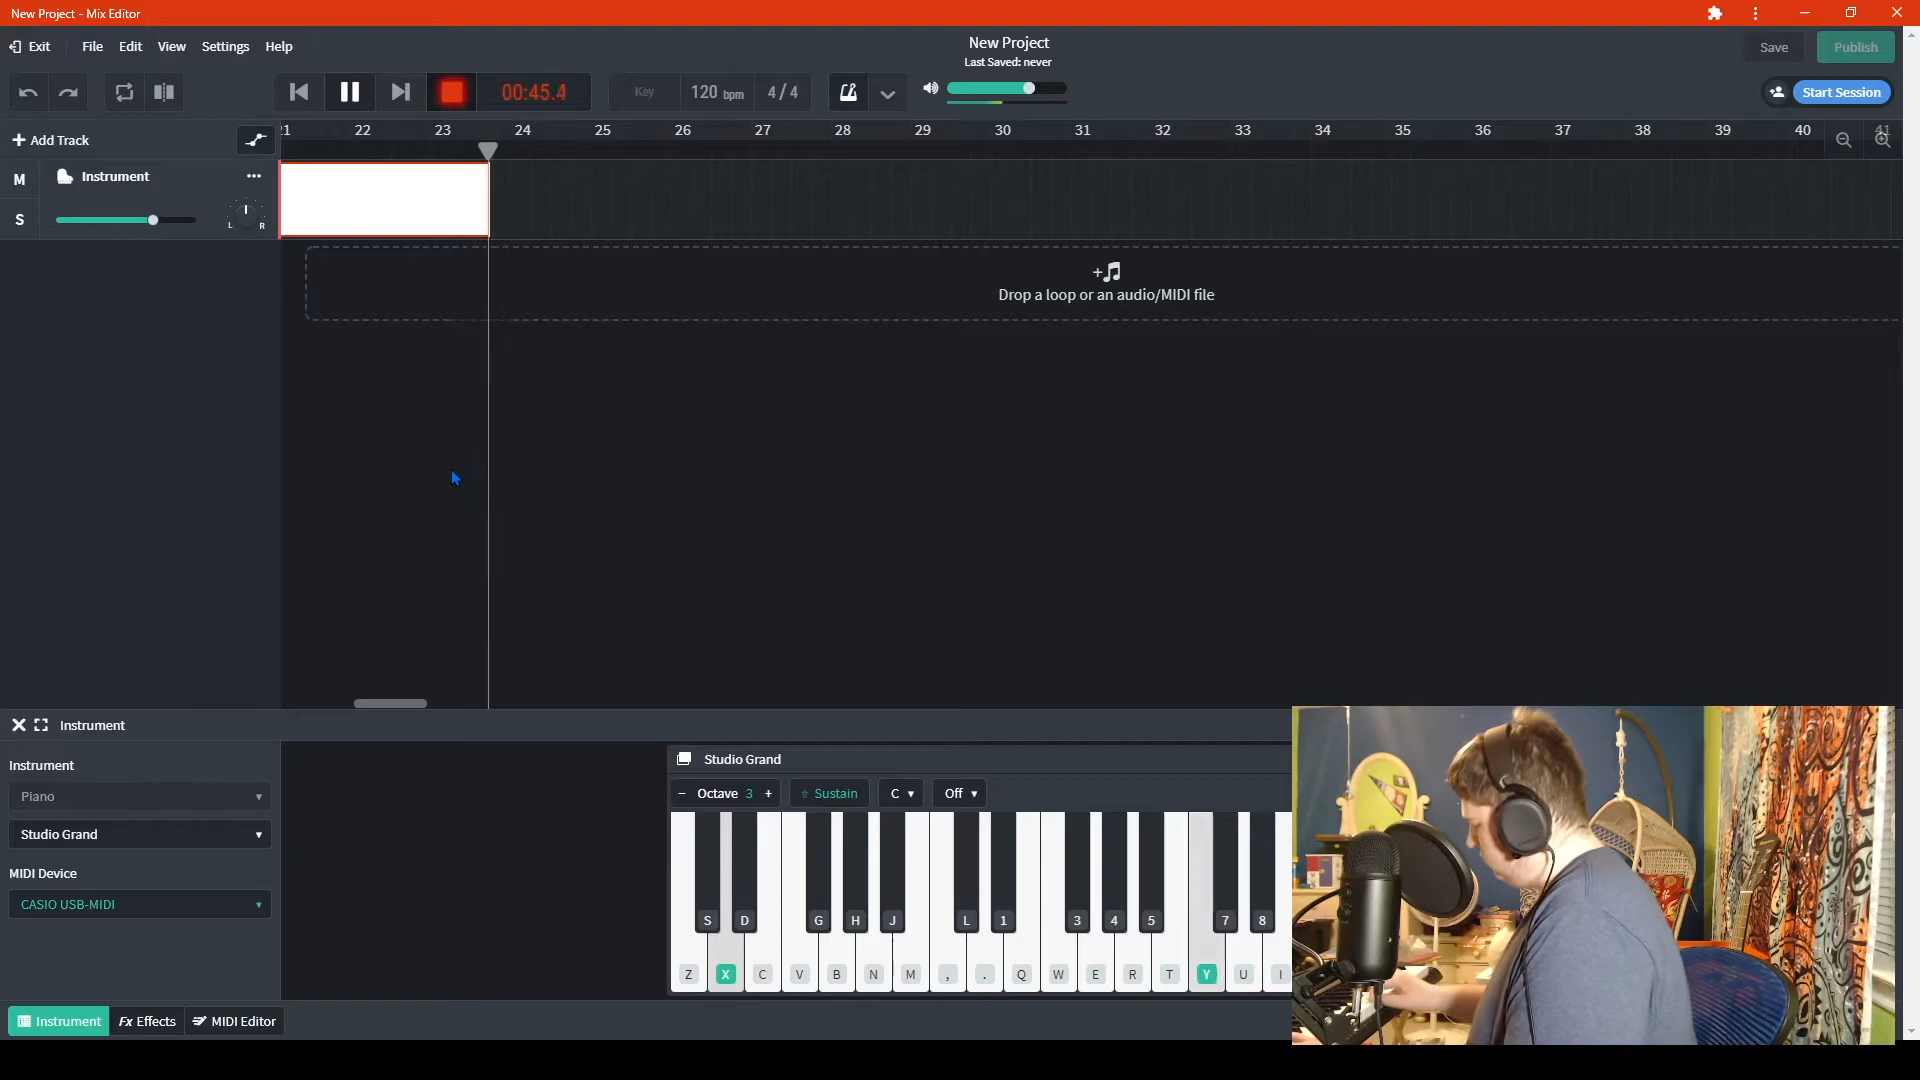 New Project - Mix Editor
Exit File Edit View Settings Help
New Project
Last Saved: never
Save Publish
00:45.4 Key 120 bpm 4 / 4
Start Session
+ Add Track
21 22 23 24 25 26 27 28 29 30 31 32 33 34 35 36 37 38 39 40 41
M Instrument
S L R
Drop a loop or an audio/MIDI file
Instrument
Instrument
Piano
Studio Grand
MIDI Device
CASIO USB-MIDI
Studio Grand
− Octave 3 + Sustain C Off
S D G H J L 1 3 4 5 7 8
Z X C V B N M , . Q W E R T Y U I
Instrument Fx Effects MIDI Editor